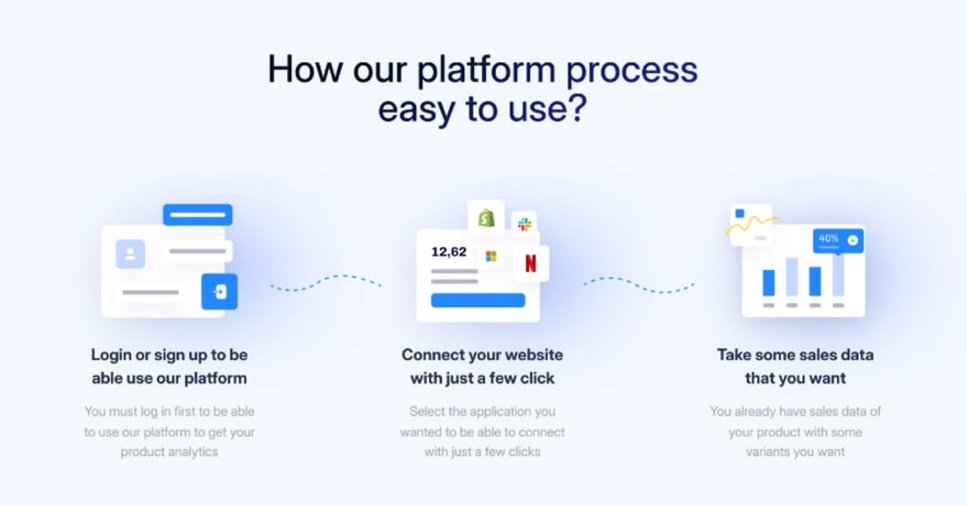 How our platform process
easy to use?
12,62
40%
Login or sign up to be
able use our platform
You must log in first to be able
to use our platform to get your
product analytics
Connect your website
with just a few click
Select the application you
wanted to be able to connect
with just a few clicks
Take some sales data
that you want
You already have sales data of
your product with some
variants you want